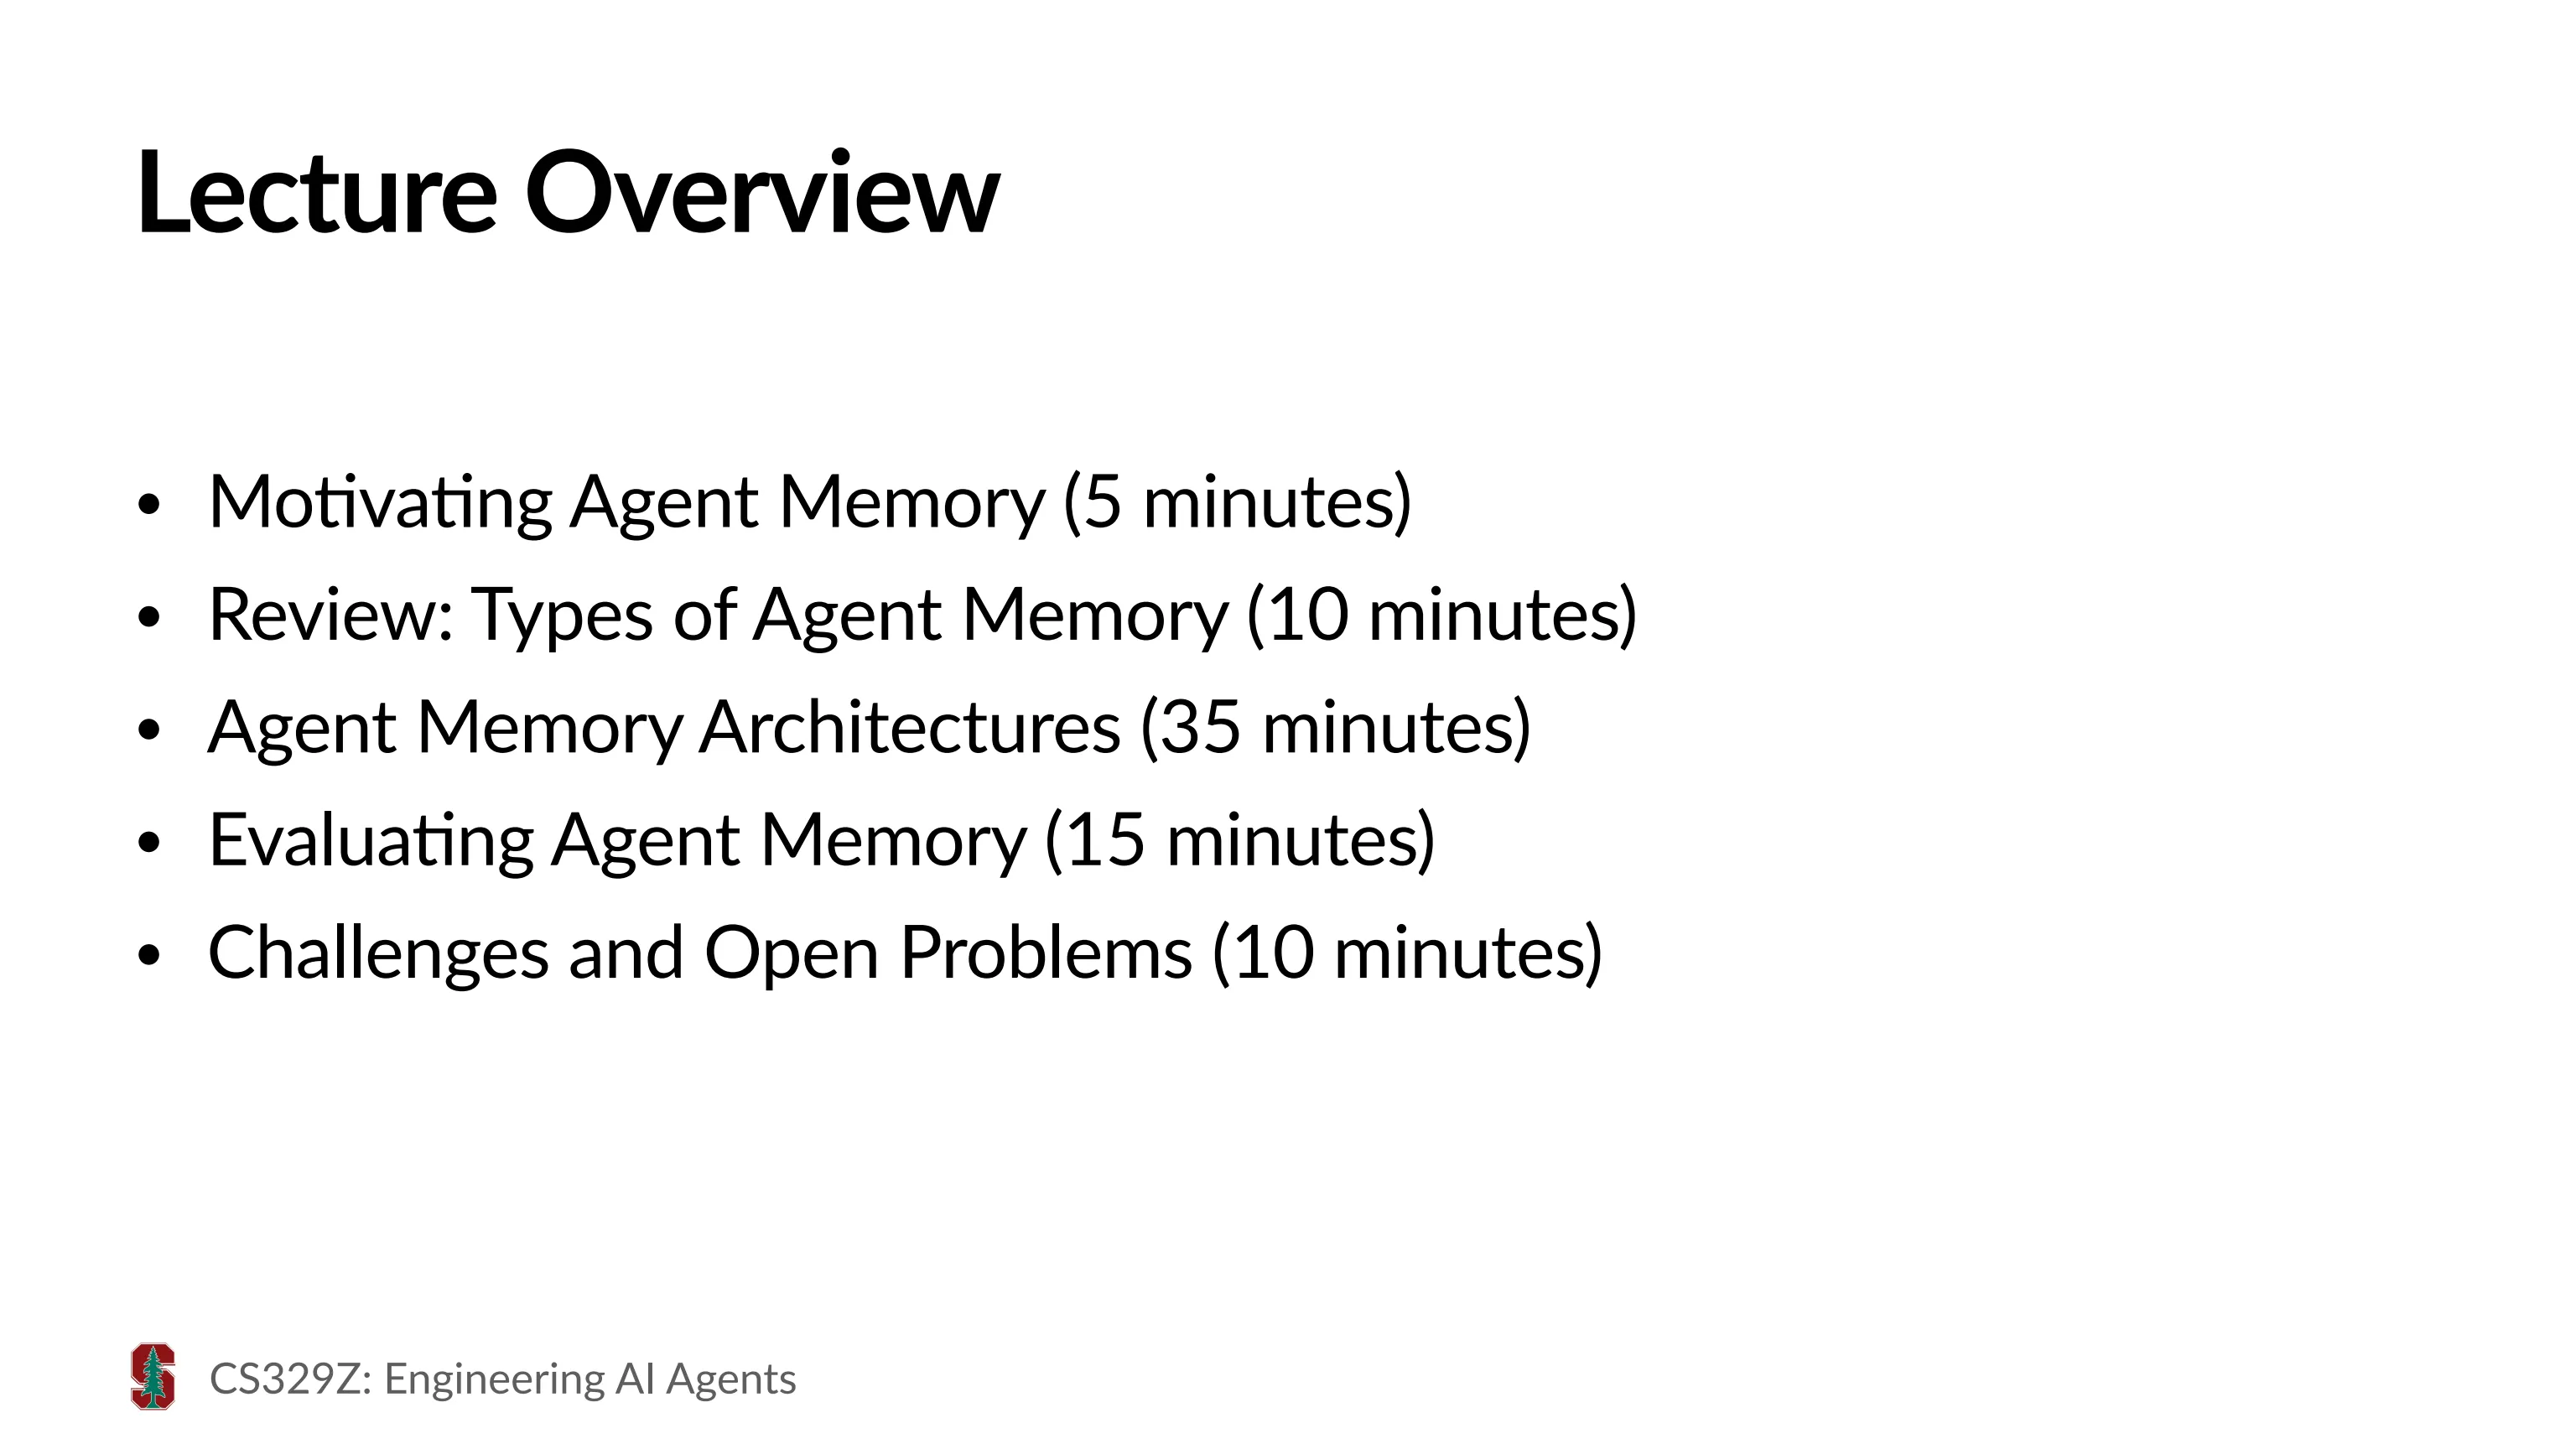 Lecture Overview
• Motivating Agent Memory (5 minutes)
• Review: Types of Agent Memory (10 minutes)
• Agent Memory Architectures (35 minutes)
• Evaluating Agent Memory (15 minutes)
• Challenges and Open Problems (10 minutes)
CS329Z: Engineering AI Agents